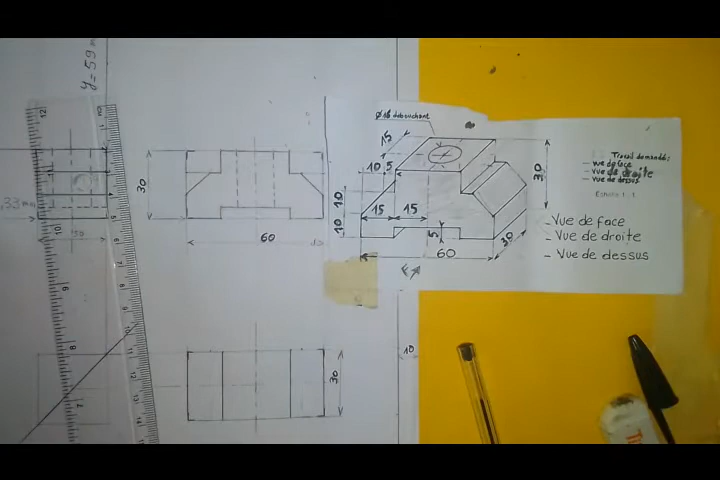 y=59
30
60
30
10
Ø 16 débouchant
15
10 5
10 10
15 15
5
60
30
30
F
Travail demandé:
- vue de face
- vue de droite
- vue de dessus
Echelle 1:1
- Vue de face
- Vue de droite
- Vue de dessus